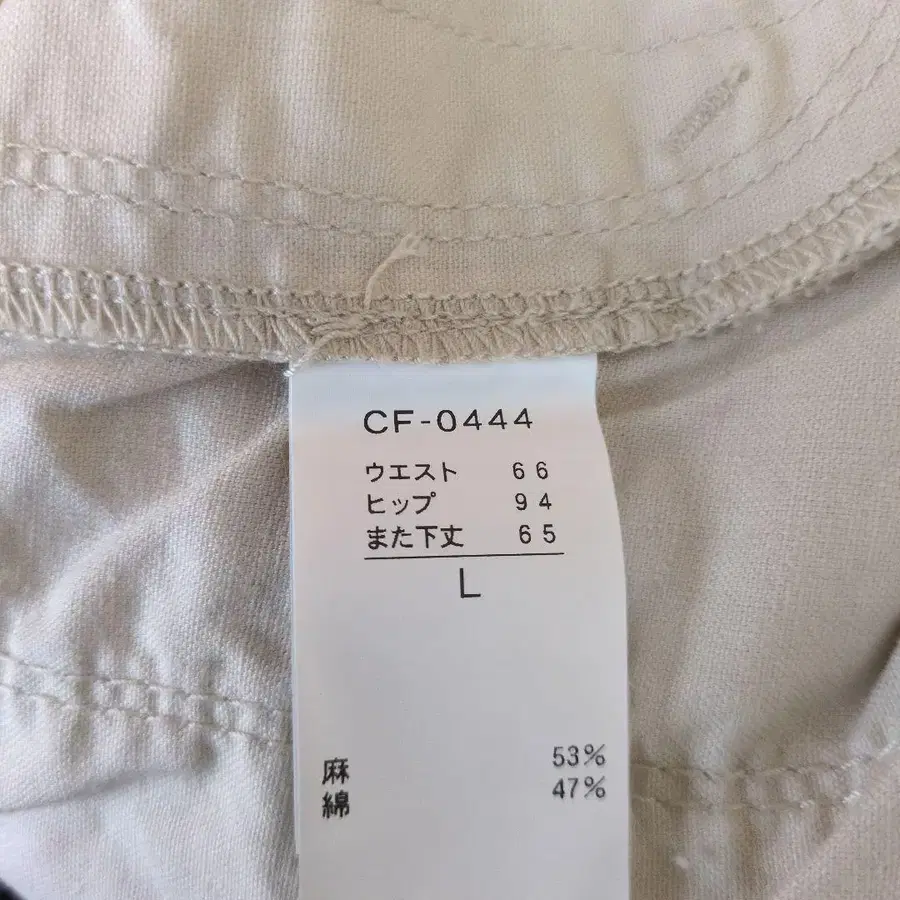 CF-0444
ウエスト 66
ヒップ 94
また下丈 65
L
麻 53%
綿 47%